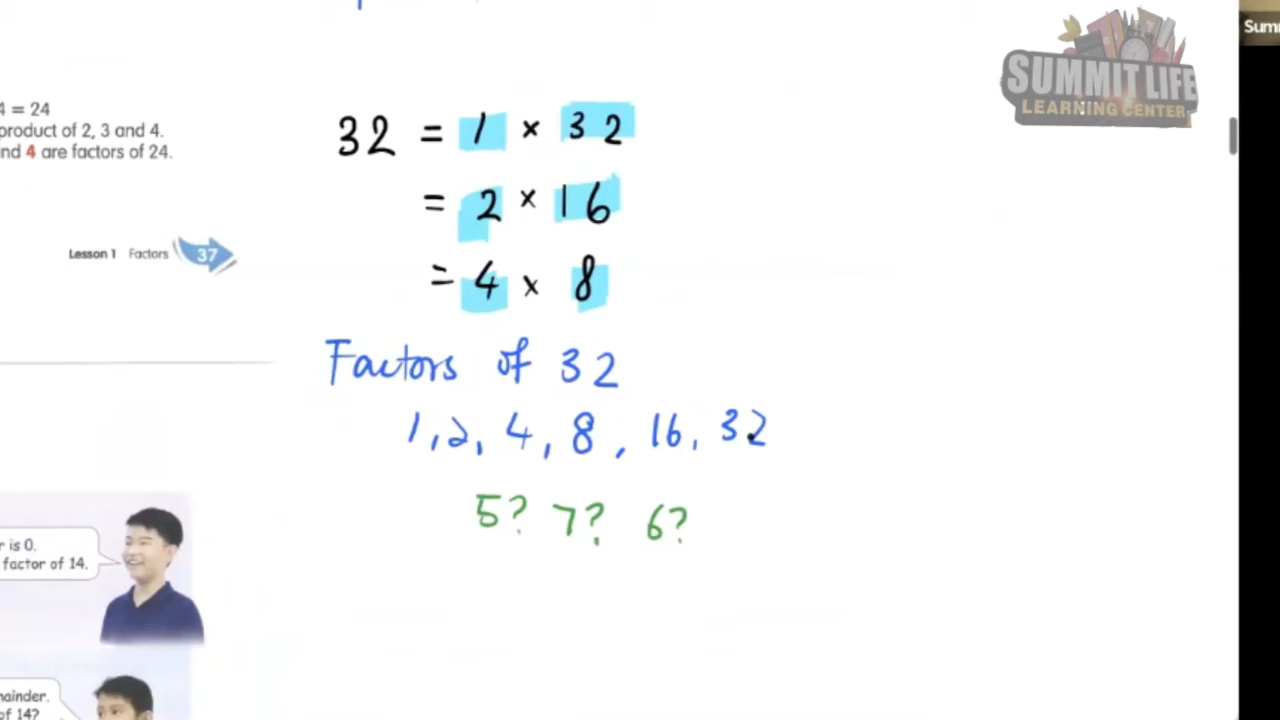 Summ
SUMMIT LIFE
LEARNING CENTER
4 = 24
product of 2, 3 and 4.
nd 4 are factors of 24.
Lesson 1 Factors 37
32 = 1 × 32
= 2 × 16
= 4 × 8
Factors of 32
1, 2, 4, 8, 16, 32
5? 7? 6?
r is 0.
factor of 14.
nainder.
of 14?